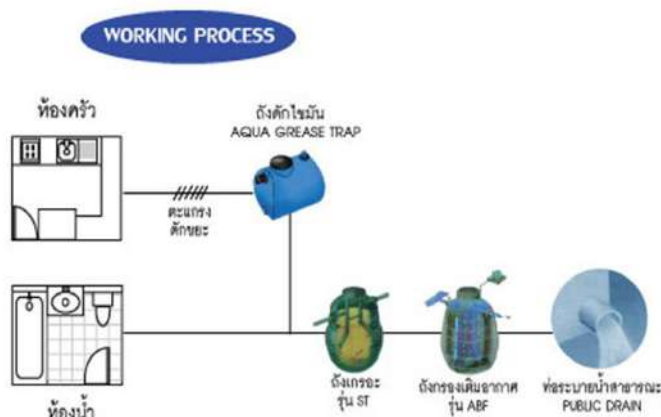 WORKING PROCESS
ห้องครัว
ถังดักไขมัน
AQUA GREASE TRAP
ตะแกรง
ดักขยะ
ห้องน้ำ
ถังเกรอะ
รุ่น ST
ถังกรองเติมอากาศ
รุ่น ABF
ท่อระบายน้ำสาธารณะ
PUBLIC DRAIN